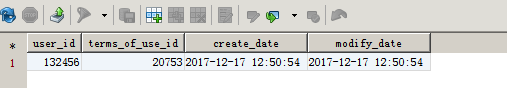 * user_id terms_of_use_id create_date modify_date
1 132456 20753 2017-12-17 12:50:54 2017-12-17 12:50:54